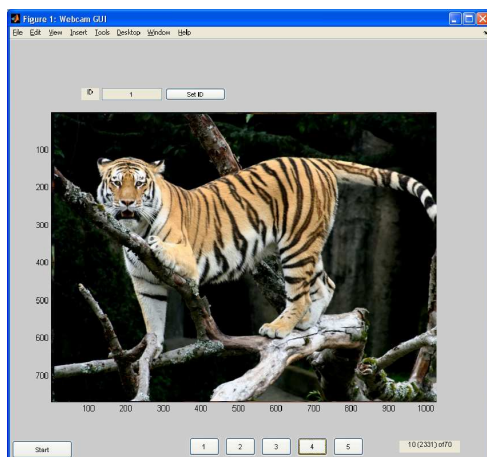 Figure 1: Webcam GUI
File Edit View Insert Tools Desktop Window Help
ID 1 Set ID
100
200
300
400
500
600
700
100 200 300 400 500 600 700 800 900 1000
Start 1 2 3 4 5 10 (2331) of70